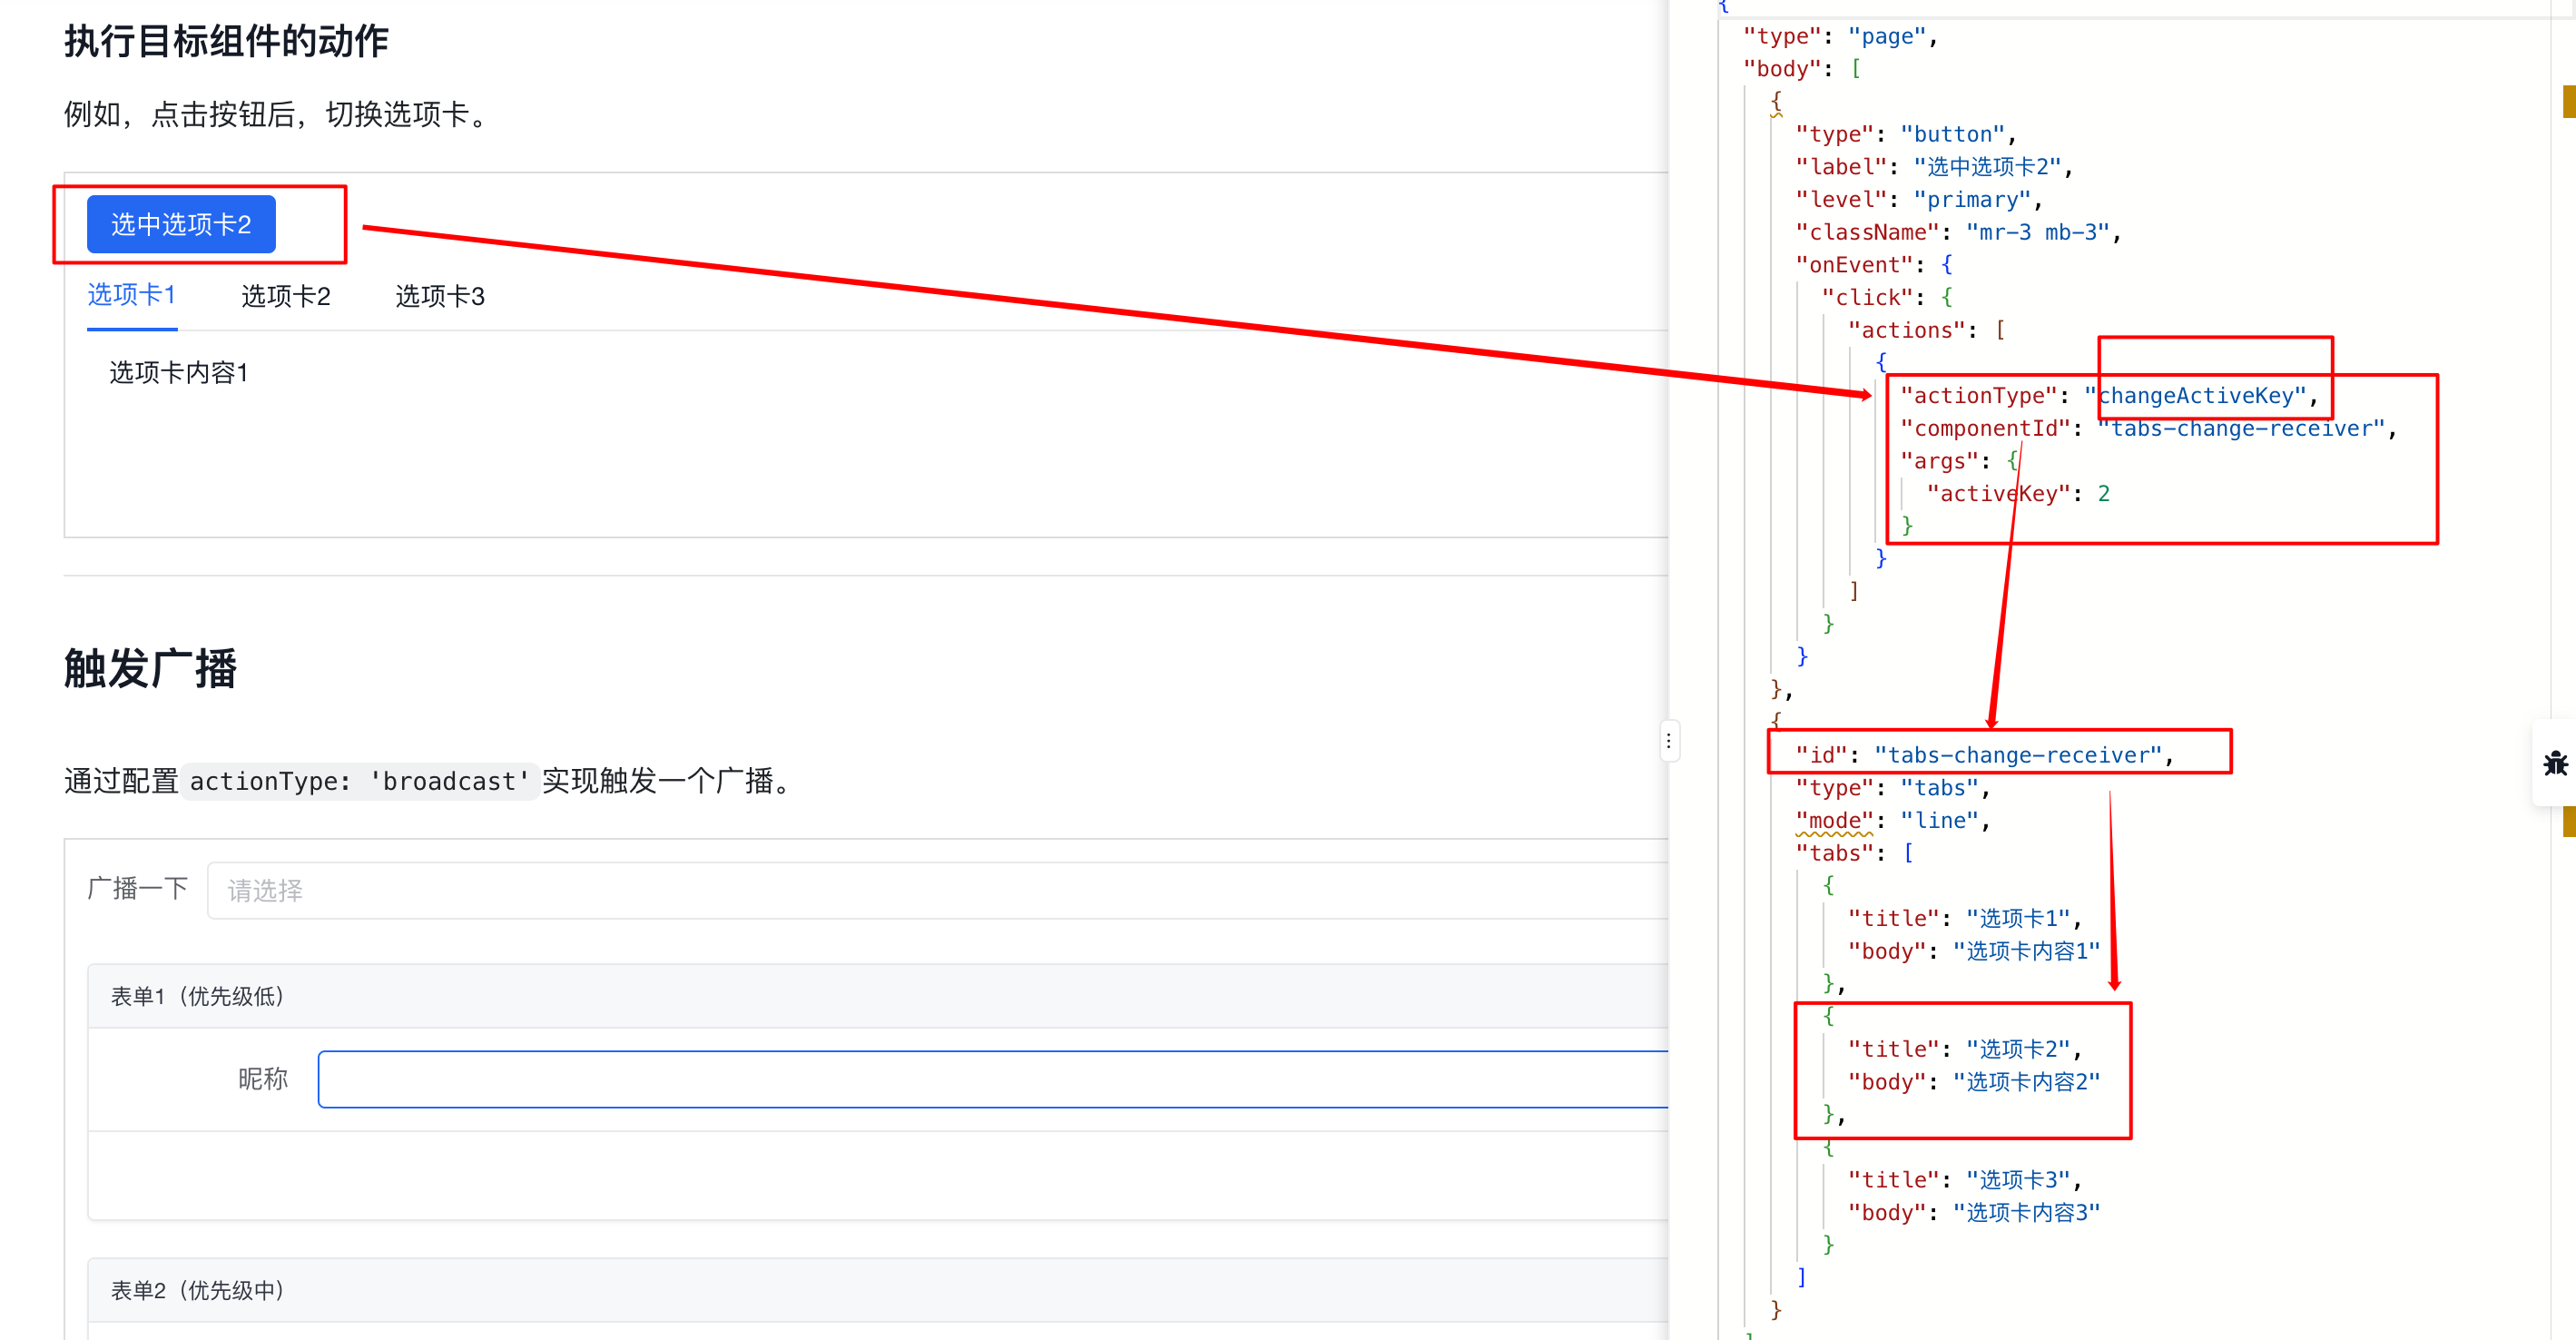 执行目标组件的动作
例如，点击按钮后，切换选项卡。
选中选项卡2
选项卡1 选项卡2 选项卡3
选项卡内容1
触发广播
通过配置 actionType: 'broadcast' 实现触发一个广播。
广播一下 请选择
表单1（优先级低）
昵称
表单2（优先级中）
{
"type": "page",
"body": [
{
"type": "button",
"label": "选中选项卡2",
"level": "primary",
"className": "mr-3 mb-3",
"onEvent": {
"click": {
"actions": [
{
"actionType": "changeActiveKey",
"componentId": "tabs-change-receiver",
"args": {
"activeKey": 2
}
}
]
}
}
},
{
"id": "tabs-change-receiver",
"type": "tabs",
"mode": "line",
"tabs": [
{
"title": "选项卡1",
"body": "选项卡内容1"
},
{
"title": "选项卡2",
"body": "选项卡内容2"
},
{
"title": "选项卡3",
"body": "选项卡内容3"
}
]
}
]